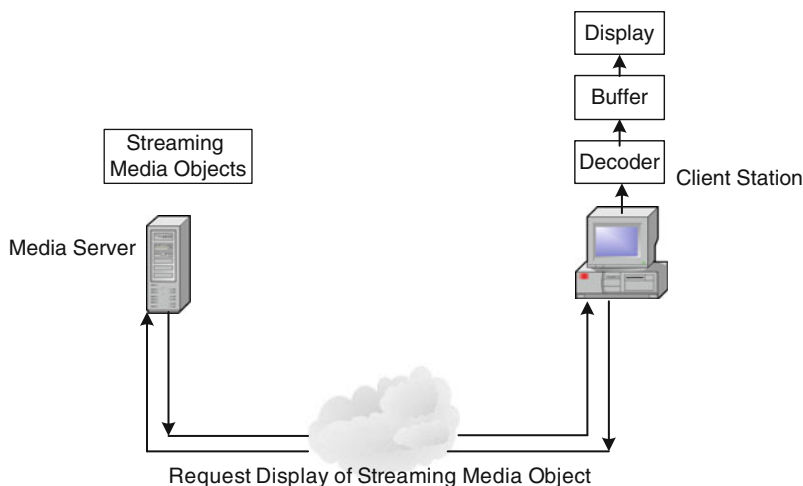 Display
Buffer
Streaming
Media Objects
Decoder
Client Station
Media Server
Request Display of Streaming Media Object